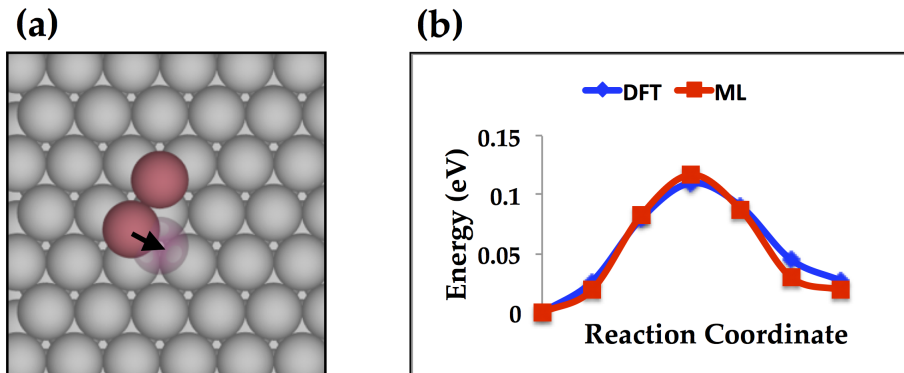 (a)
(b)
DFT ML
0.15
0.1
0.05
0
Energy (eV)
Reaction Coordinate